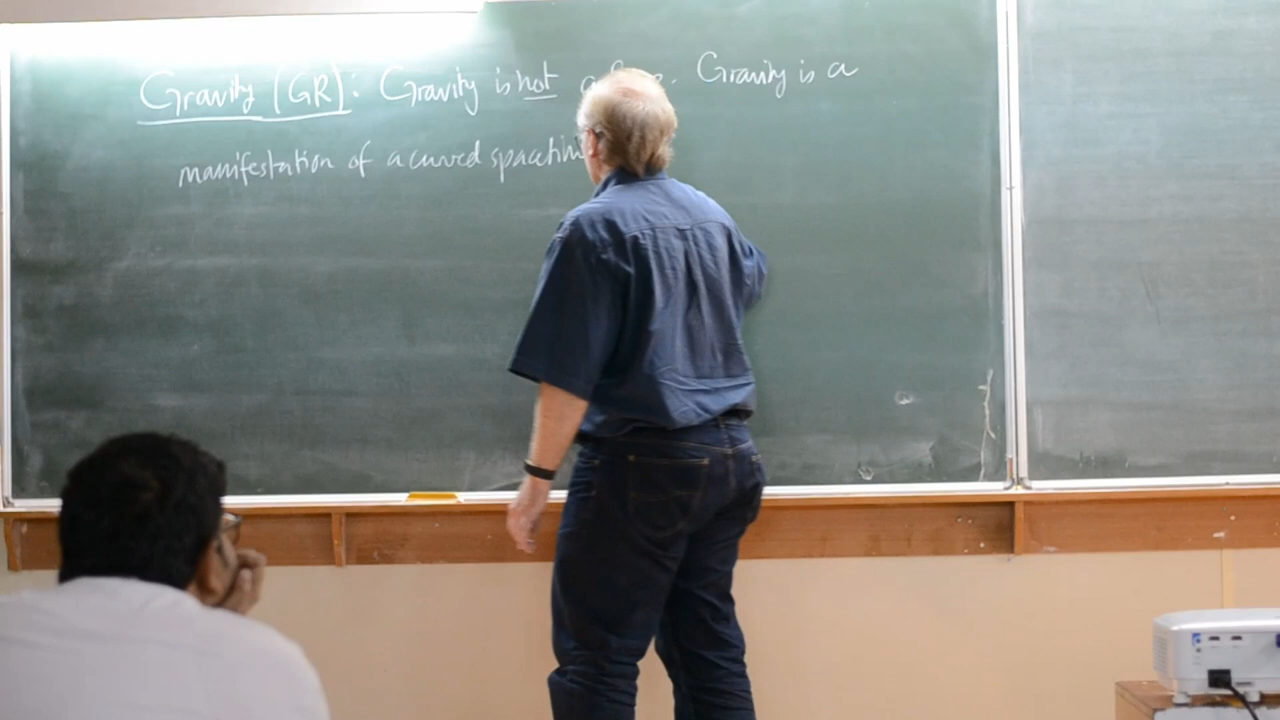 Gravity (GR): Gravity is not a . Gravity is a
manifestation of a curved